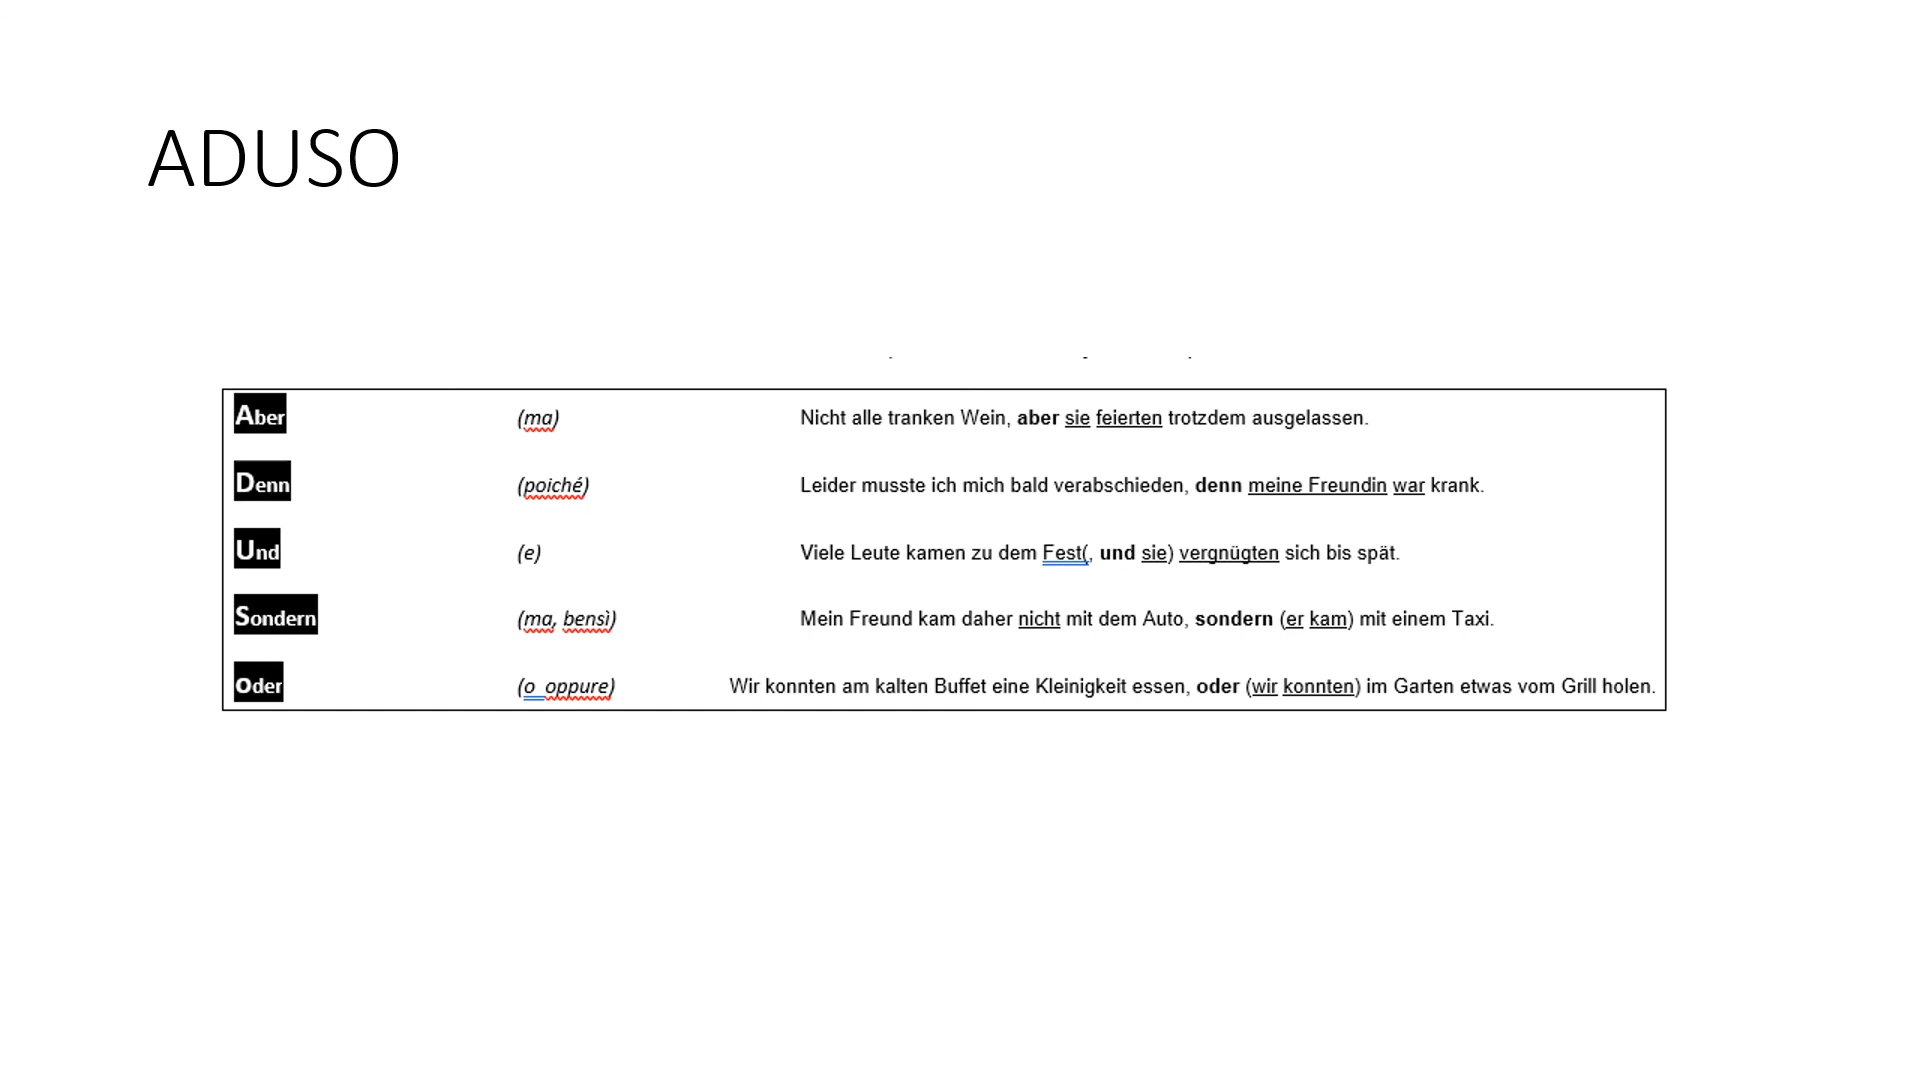 ADUSO
Aber (ma) Nicht alle tranken Wein, aber sie feierten trotzdem ausgelassen.
Denn (poiché) Leider musste ich mich bald verabschieden, denn meine Freundin war krank.
Und (e) Viele Leute kamen zu dem Fest(, und sie) vergnügten sich bis spät.
Sondern (ma, bensì) Mein Freund kam daher nicht mit dem Auto, sondern (er kam) mit einem Taxi.
Oder (o oppure) Wir konnten am kalten Buffet eine Kleinigkeit essen, oder (wir konnten) im Garten etwas vom Grill holen.